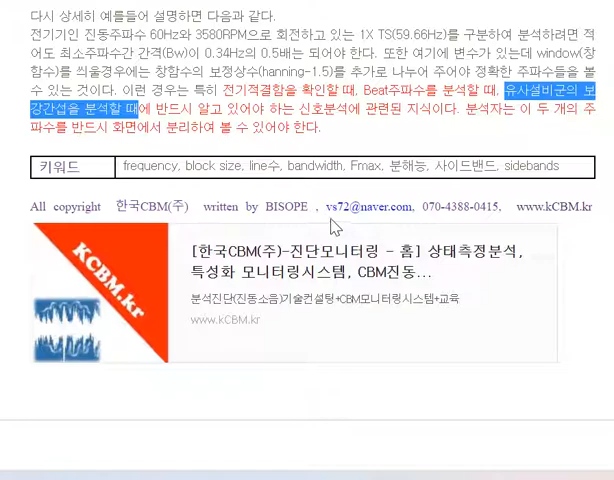 다시 상세히 예를들어 설명하면 다음과 같다.
전기기인 진동주파수 60Hz와 3580RPM으로 회전하고 있는 1X TS(59.66Hz)를 구분하여 분석하려면 적
어도 최소주파수간 간격(Bw)이 0.34Hz의 0.5배는 되어야 한다. 또한 여기에 변수가 있는데 window(창
함수)를 씌울경우에는 창함수의 보정상수(hanning-1.5)를 추가로 나누어 주어야 정확한 주파수들을 볼
수 있는 것이다. 이런 경우는 특히 전기적결함을 확인할 때, Beat주파수를 분석할 때, 유사설비군의 보
강간섭을 분석할 때에 반드시 알고 있어야 하는 신호분석에 관련된 지식이다. 분석자는 이 두 개의 주
파수를 반드시 화면에서 분리하여 볼 수 있어야 한다.
키워드 frequency, block size, line수, bandwidth, Fmax, 분해능, 사이드밴드, sidebands
All copyright 한국CBM(주) written by BISOPE , vs72@naver.com, 070-4388-0415, www.kCBM.kr
KCBM.kr
[한국CBM(주)-진단모니터링 - 홈] 상태측정분석,
특성화 모니터링시스템, CBM진동...
분석진단(진동소음)기술컨설팅+CBM모니터링시스템+교육
www.kCBM.kr